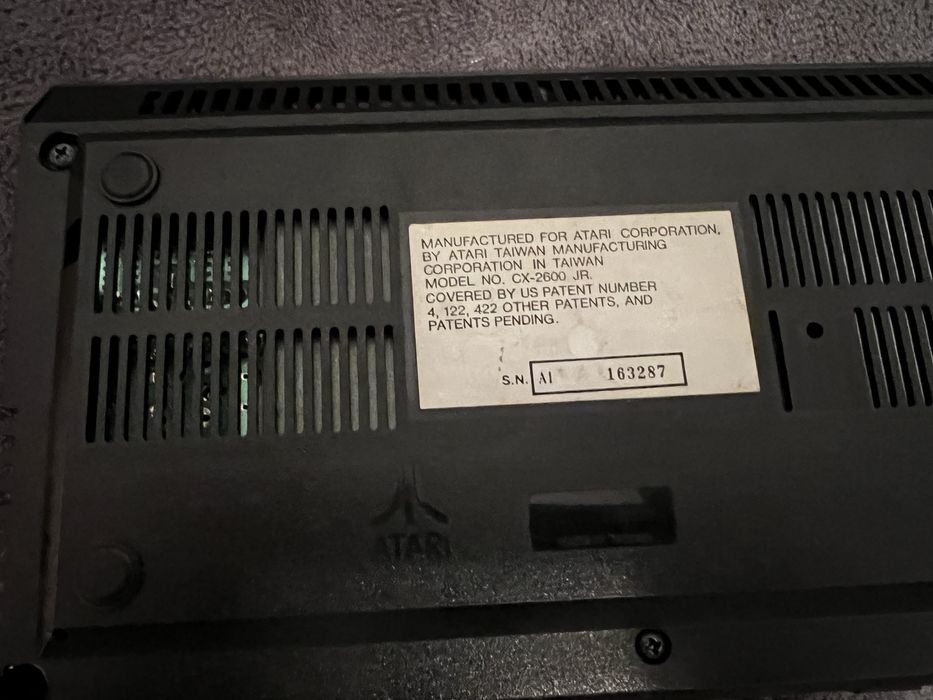 MANUFACTURED FOR ATARI CORPORATION,
BY ATARI TAIWAN MANUFACTURING
CORPORATION IN TAIWAN
MODEL NO. CX-2600 JR.
COVERED BY US PATENT NUMBER
4, 122, 422 OTHER PATENTS, AND
PATENTS PENDING.
S.N. AI 163287
ATARI